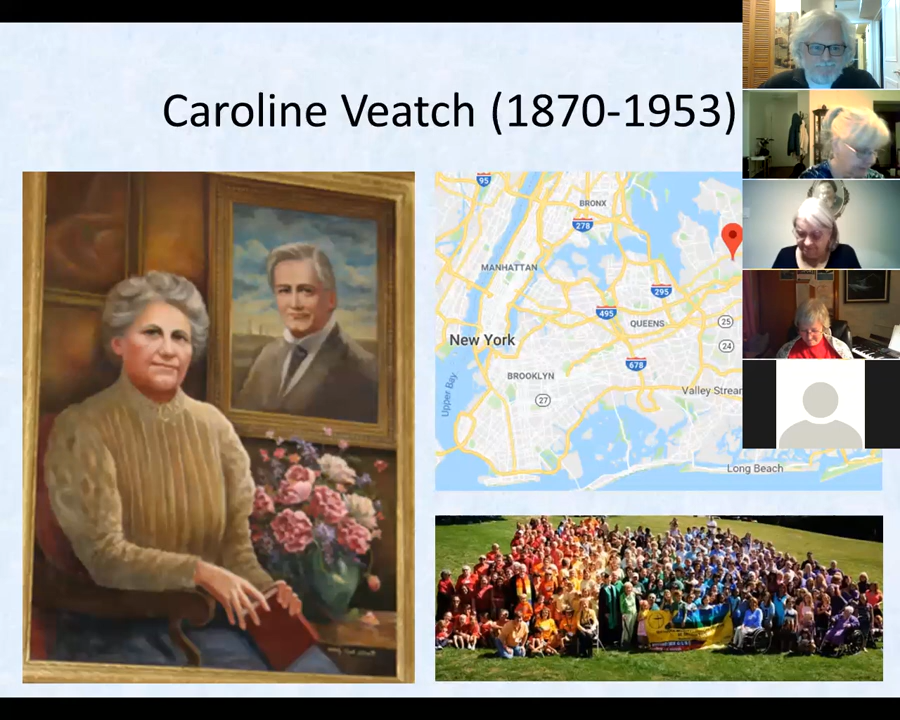 Caroline Veatch (1870-1953)
95
BRONX
278
MANHATTAN
295
495
QUEENS
25
New York
24
678
BROOKLYN
27
Valley Strea
Upper Bay
Long Beach